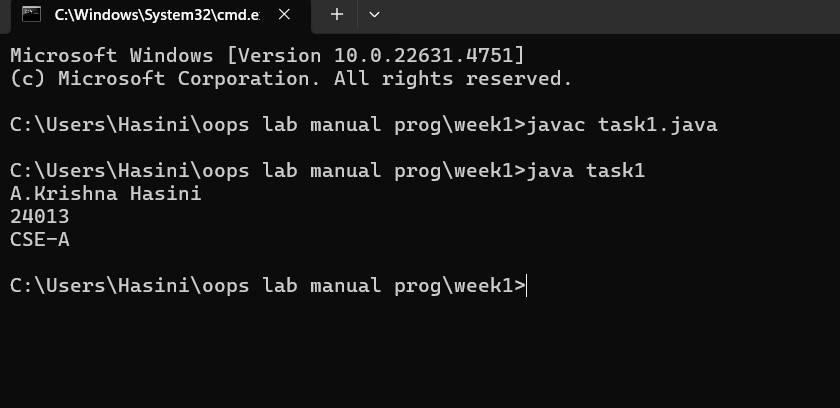 C:\Windows\System32\cmd.e
Microsoft Windows [Version 10.0.22631.4751]
(c) Microsoft Corporation. All rights reserved.
C:\Users\Hasini\oops lab manual prog\week1>javac task1.java
C:\Users\Hasini\oops lab manual prog\week1>java task1
A.Krishna Hasini
24013
CSE-A
C:\Users\Hasini\oops lab manual prog\week1>